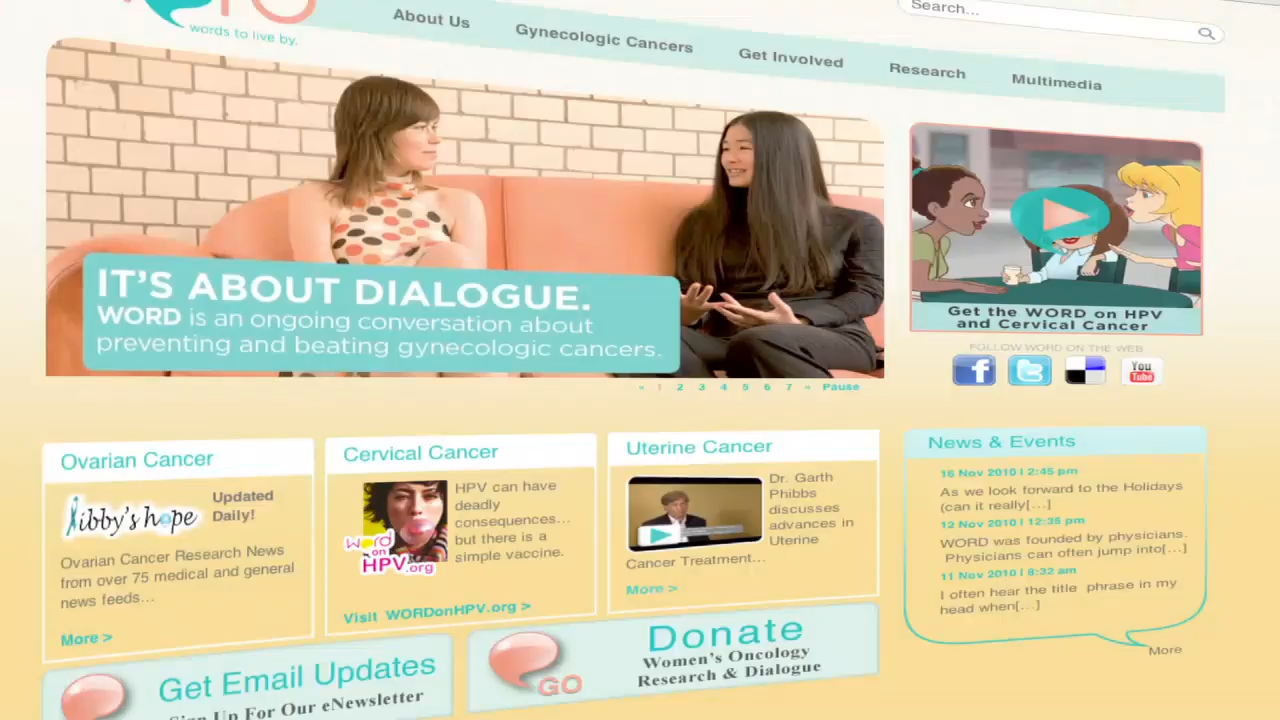 words to live by.
About Us
Gynecologic Cancers
Get Involved
Research
Multimedia
Search...
IT'S ABOUT DIALOGUE.
WORD is an ongoing conversation about
preventing and beating gynecologic cancers.
« 1 2 3 4 5 6 7 » Pause
Get the WORD on HPV
and Cervical Cancer
FOLLOW WORD ON THE WEB
You
Tube
Ovarian Cancer
libby's hope
Updated
Daily!
Ovarian Cancer Research News
from over 75 medical and general
news feeds...
More >
Cervical Cancer
word
on
HPV.org
HPV can have
deadly
consequences...
but there is a
simple vaccine.
Visit WORDonHPV.org >
Uterine Cancer
Dr. Garth
Phibbs
discusses
advances in
Uterine
Cancer Treatment...
More >
News & Events
16 Nov 2010 | 2:45 pm
As we look forward to the Holidays
(can it really[...]
12 Nov 2010 | 12:35 pm
WORD was founded by physicians.
Physicians can often jump into[...]
11 Nov 2010 | 8:32 am
I often hear the title phrase in my
head when[...]
More
Get Email Updates
Sign Up For Our eNewsletter
GO
Donate
Women's Oncology
Research & Dialogue